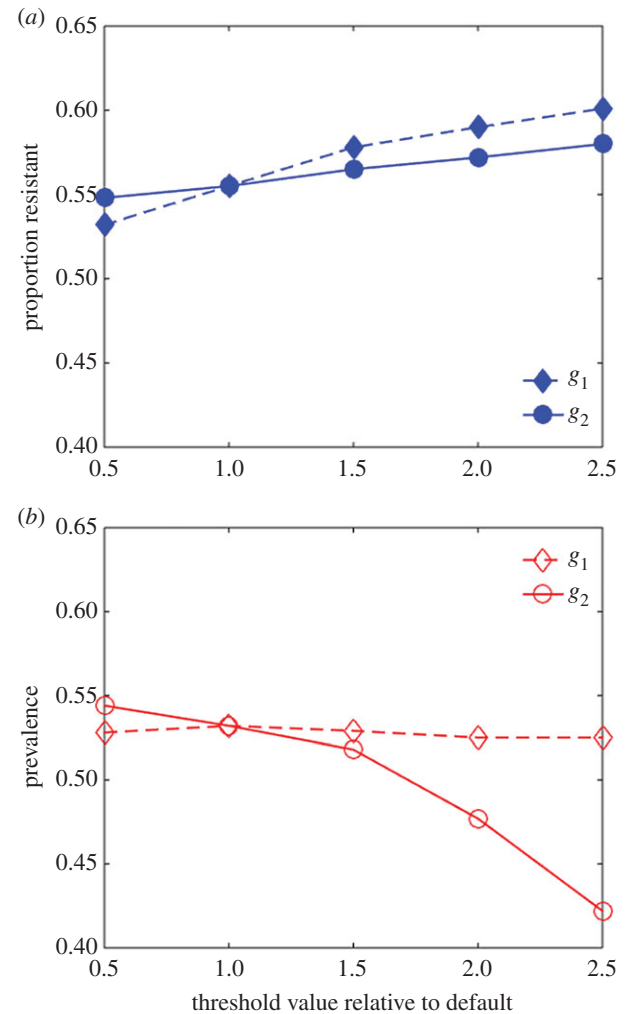 (a)
0.65
0.60
0.55
0.50
0.45
0.40
proportion resistant
g1
g2
0.5 1.0 1.5 2.0 2.5
(b)
0.65
0.60
0.55
0.50
0.45
0.40
prevalence
g1
g2
0.5 1.0 1.5 2.0 2.5
threshold value relative to default